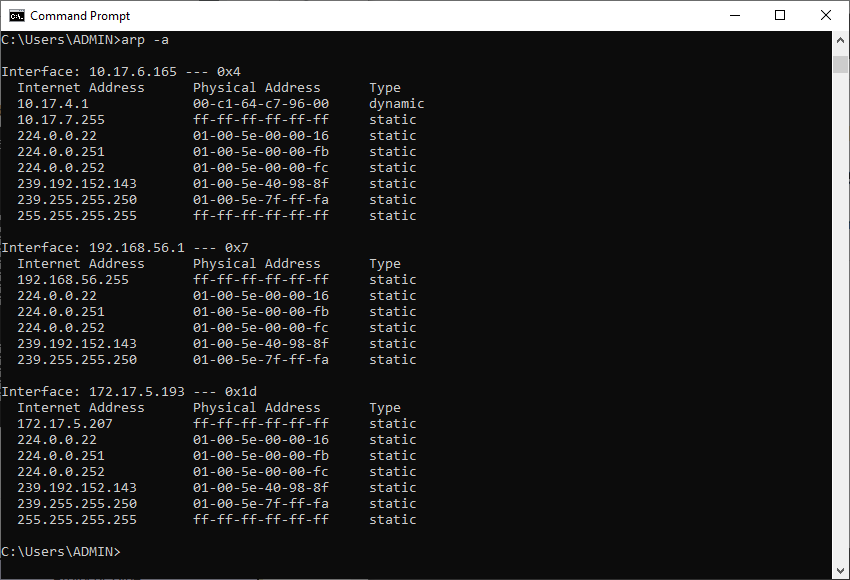 Command Prompt
C:\Users\ADMIN>arp -a
Interface: 10.17.6.165 --- 0x4
  Internet Address      Physical Address      Type
  10.17.4.1             00-c1-64-c7-96-00     dynamic
  10.17.7.255           ff-ff-ff-ff-ff-ff     static
  224.0.0.22            01-00-5e-00-00-16     static
  224.0.0.251           01-00-5e-00-00-fb     static
  224.0.0.252           01-00-5e-00-00-fc     static
  239.192.152.143       01-00-5e-40-98-8f     static
  239.255.255.250       01-00-5e-7f-ff-fa     static
  255.255.255.255       ff-ff-ff-ff-ff-ff     static
Interface: 192.168.56.1 --- 0x7
  Internet Address      Physical Address      Type
  192.168.56.255        ff-ff-ff-ff-ff-ff     static
  224.0.0.22            01-00-5e-00-00-16     static
  224.0.0.251           01-00-5e-00-00-fb     static
  224.0.0.252           01-00-5e-00-00-fc     static
  239.192.152.143       01-00-5e-40-98-8f     static
  239.255.255.250       01-00-5e-7f-ff-fa     static
Interface: 172.17.5.193 --- 0x1d
  Internet Address      Physical Address      Type
  172.17.5.207          ff-ff-ff-ff-ff-ff     static
  224.0.0.22            01-00-5e-00-00-16     static
  224.0.0.251           01-00-5e-00-00-fb     static
  224.0.0.252           01-00-5e-00-00-fc     static
  239.192.152.143       01-00-5e-40-98-8f     static
  239.255.255.250       01-00-5e-7f-ff-fa     static
  255.255.255.255       ff-ff-ff-ff-ff-ff     static
C:\Users\ADMIN>